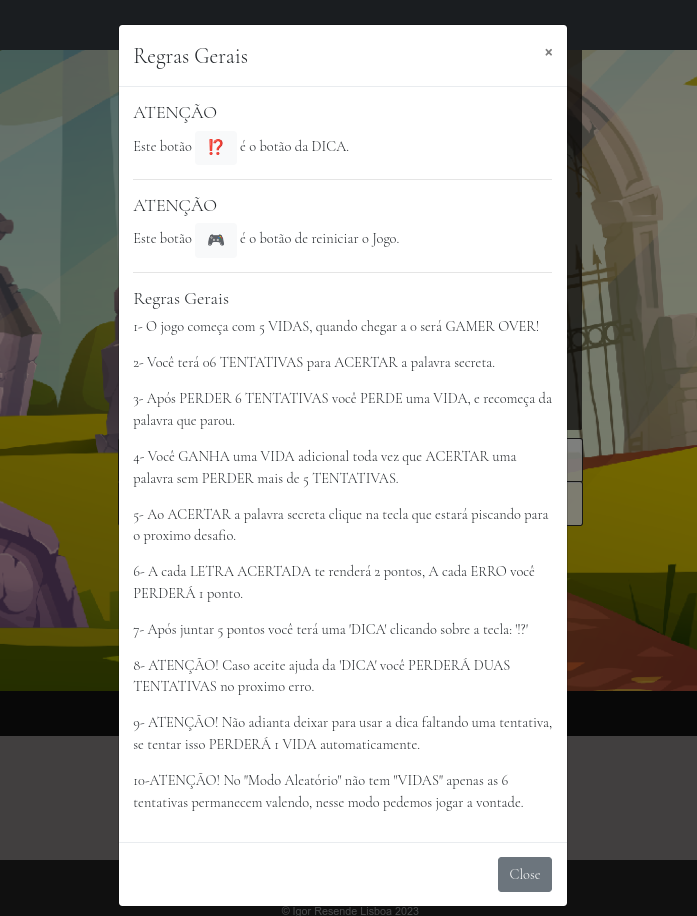 Regras Gerais
×
ATENÇÃO
Este botão ⁉️ é o botão da DICA.
ATENÇÃO
Este botão 🎮 é o botão de reiniciar o Jogo.
Regras Gerais
1- O jogo começa com 5 VIDAS, quando chegar a 0 será GAMER OVER!
2- Você terá 06 TENTATIVAS para ACERTAR a palavra secreta.
3- Após PERDER 6 TENTATIVAS você PERDE uma VIDA, e recomeça da
palavra que parou.
4- Você GANHA uma VIDA adicional toda vez que ACERTAR uma
palavra sem PERDER mais de 5 TENTATIVAS.
5- Ao ACERTAR a palavra secreta clique na tecla que estará piscando para
o proximo desafio.
6- A cada LETRA ACERTADA te renderá 2 pontos, A cada ERRO você
PERDERÁ 1 ponto.
7- Após juntar 5 pontos você terá uma 'DICA' clicando sobre a tecla: '!?'
8- ATENÇÃO! Caso aceite ajuda da 'DICA' você PERDERÁ DUAS
TENTATIVAS no proximo erro.
9- ATENÇÃO! Não adianta deixar para usar a dica faltando uma tentativa,
se tentar isso PERDERÁ 1 VIDA automaticamente.
10-ATENÇÃO! No "Modo Aleatório" não tem "VIDAS" apenas as 6
tentativas permanecem valendo, nesse modo pedemos jogar a vontade.
Close
© Igor Resende Lisboa 2023